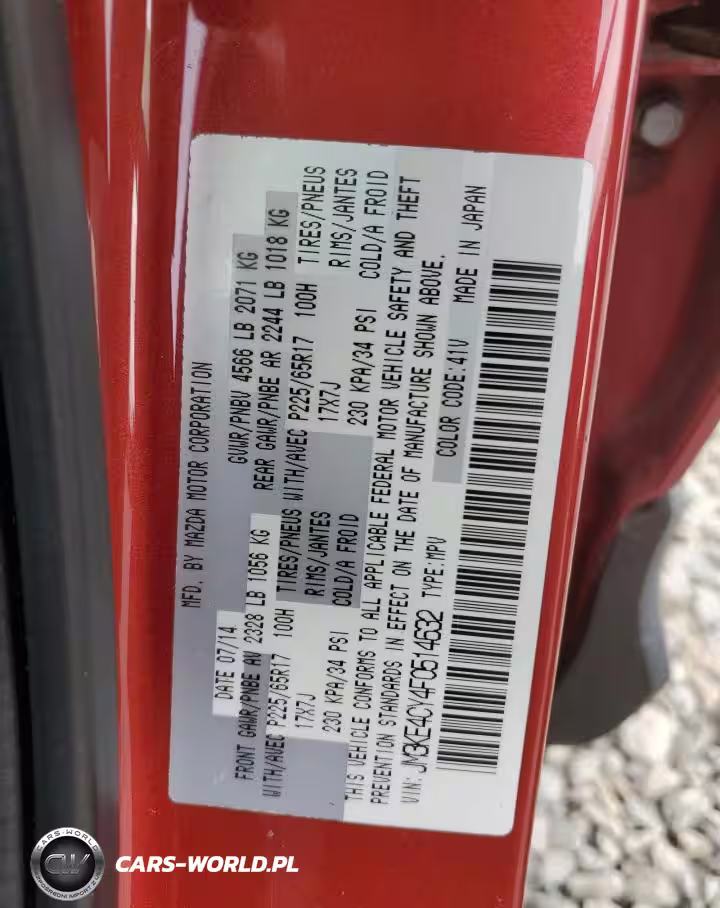 MFD. BY MAZDA MOTOR CORPORATION
DATE 07/14 GVWR/PNBV 4566 LB 2071 KG
FRONT GAWR/PNBE AV 2328 LB 1056 KG REAR GAWR/PNBE AR 2244 LB 1018 KG
WITH/AVEC P225/65R17 100H TIRES/PNEUS WITH/AVEC P225/65R17 100H TIRES/PNEUS
17X7J RIMS/JANTES 17X7J RIMS/JANTES
230 KPA/34 PSI COLD/A FROID 230 KPA/34 PSI COLD/A FROID
THIS VEHICLE CONFORMS TO ALL APPLICABLE FEDERAL MOTOR VEHICLE SAFETY AND THEFT
PREVENTION STANDARDS IN EFFECT ON THE DATE OF MANUFACTURE SHOWN ABOVE.
VIN: JM3KE4CY4F0514632 TYPE:MPV COLOR CODE:41V MADE IN JAPAN
CARS-WORLD
CW
CARS-WORLD.PL